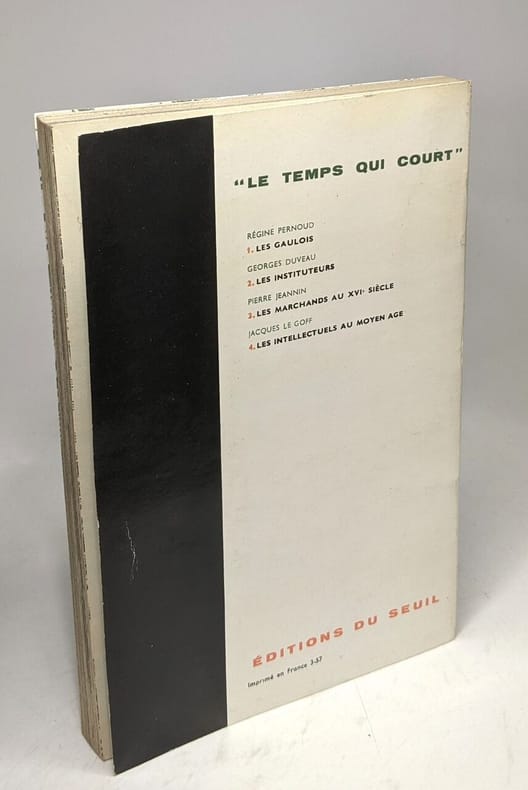 “LE TEMPS QUI COURT”
RÉGINE PERNOUD
1. LES GAULOIS
GEORGES DUVEAU
2. LES INSTITUTEURS
PIERRE JEANNIN
3. LES MARCHANDS AU XVIᵉ SIÈCLE
JACQUES LE GOFF
4. LES INTELLECTUELS AU MOYEN AGE
ÉDITIONS DU SEUIL
Imprimé en France 3-57